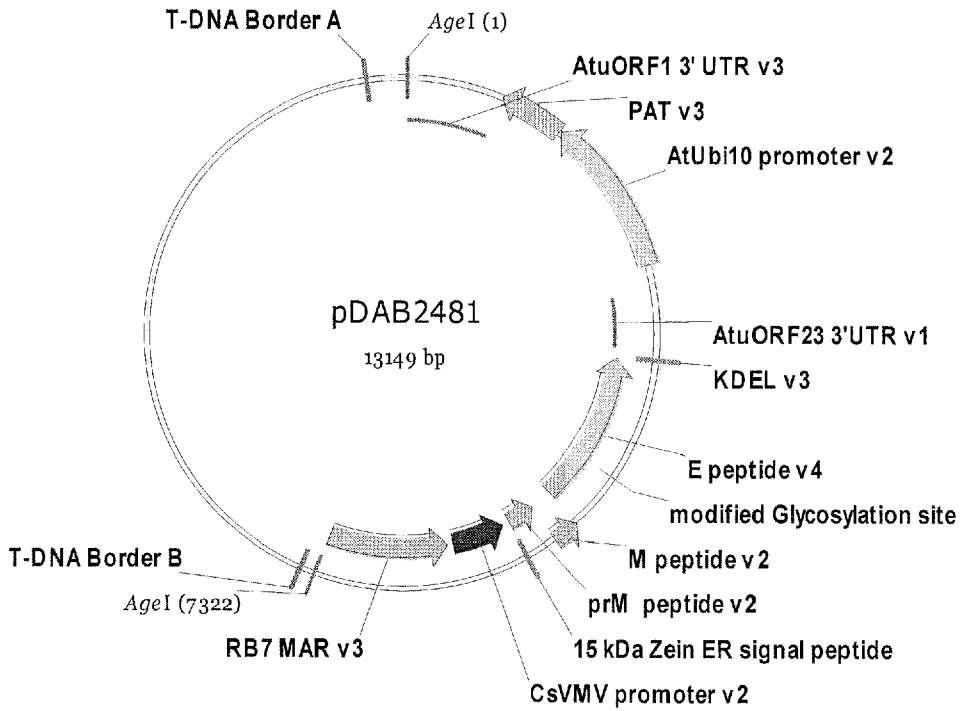 T-DNA Border A
AgeI (1)
AtuORF1 3' UTR v3
PAT v3
AtUbi10 promoter v2
pDAB2481
13149 bp
AtuORF23 3'UTR v1
KDEL v3
E peptide v4
modified Glycosylation site
M peptide v2
prM peptide v2
15 kDa Zein ER signal peptide
CsVMV promoter v2
RB7 MAR v3
AgeI (7322)
T-DNA Border B